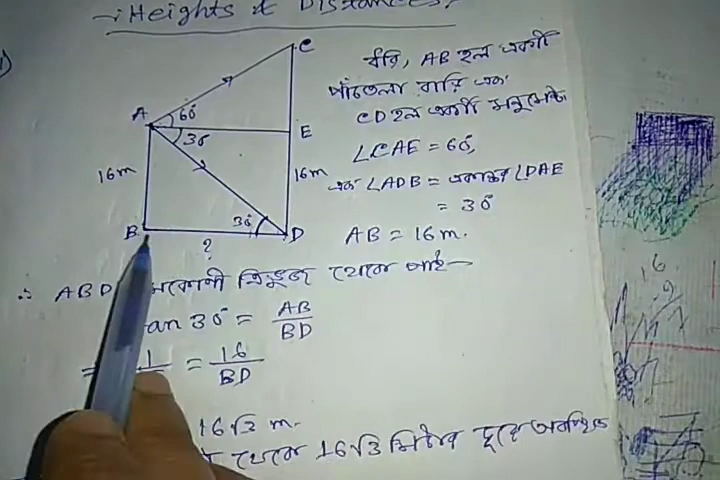 Heights & Distances.
C
A 60°
30°
E
16m
16m
B
30°
D
?
ধরি, AB হল একটী
পাঁচতলা বাড়ি এবং
CD হল একটী মনুমেন্ট
∠CAE = 60°,
এবং ∠ADB = একান্তর ∠DAE
= 30°
AB = 16m.
∴ ABD সমকোনী ত্রিভুজ থেকে পাই—
tan 30° = AB/BD
= 1 = 16/BD
16√3 m.
থেকে 16√3 মিটার দূরে অবস্থিত